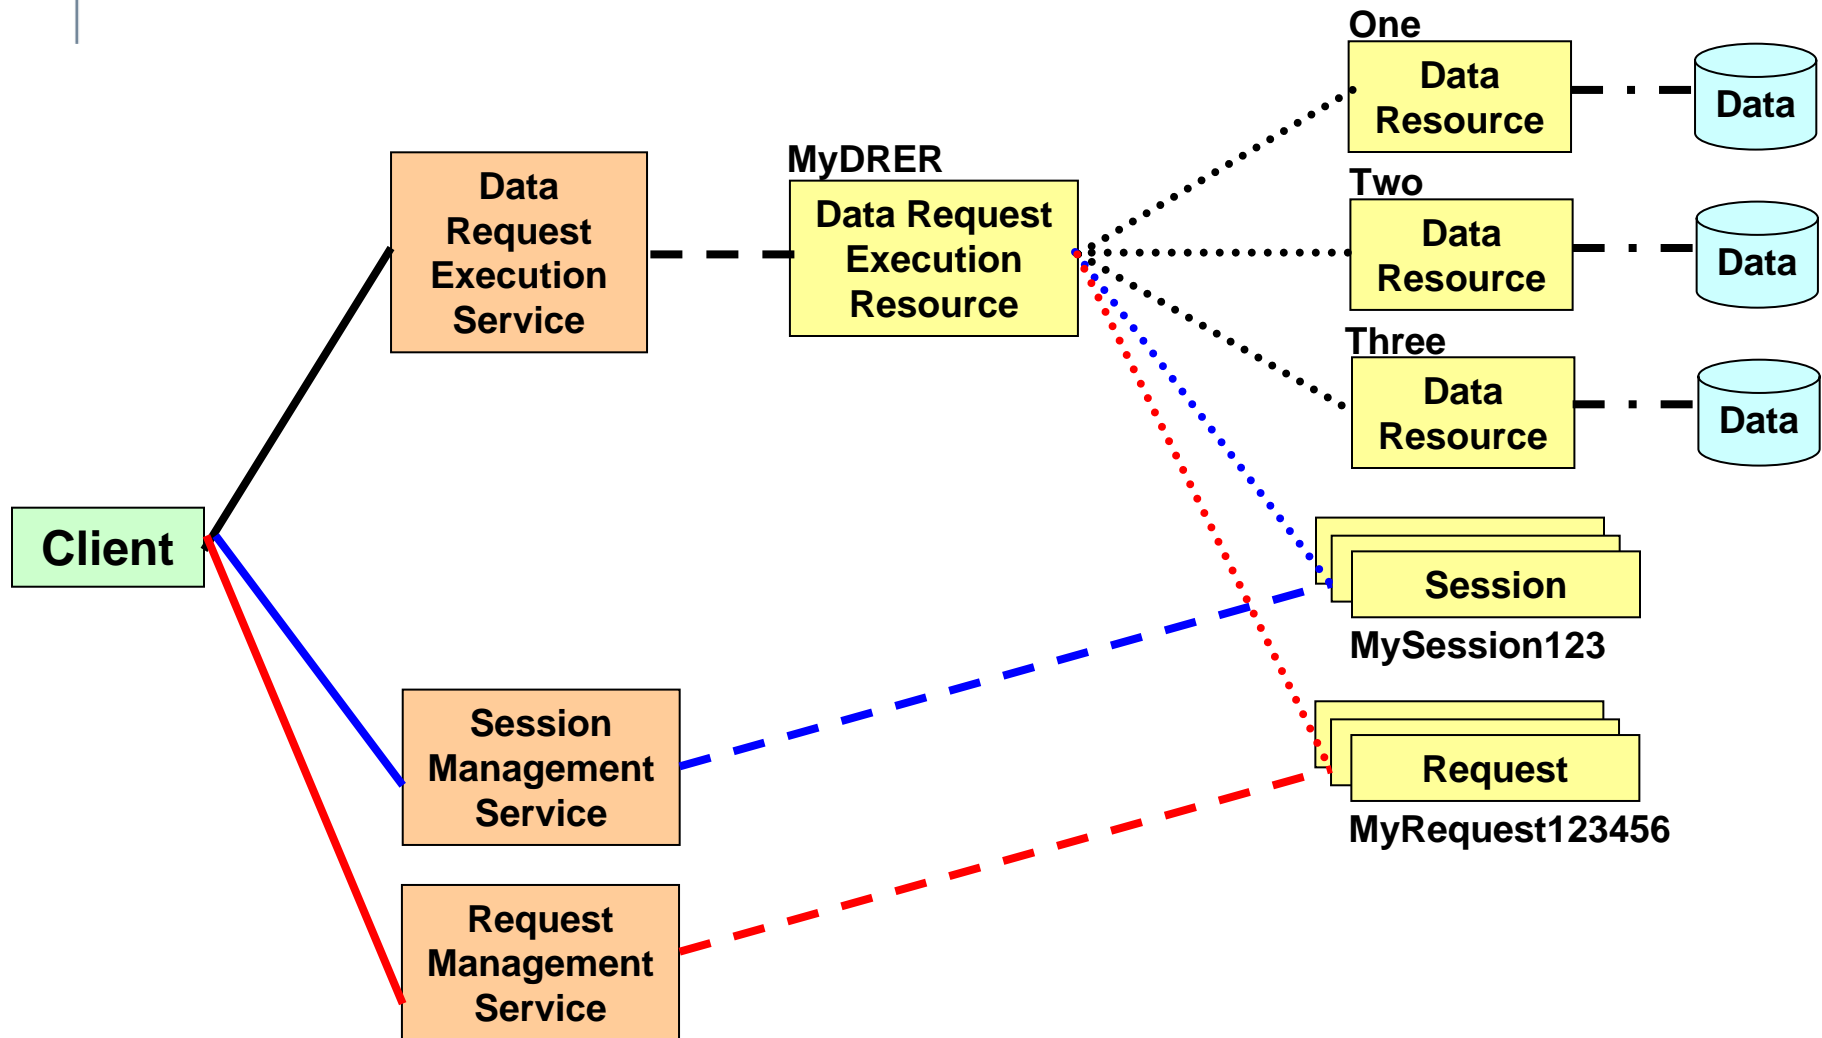 One
Data
Resource
Data
MyDRER
Data
Request
Execution
Service
Data Request
Execution
Resource
Two
Data
Resource
Data
Three
Data
Resource
Data
Client
Session
MySession123
Session
Management
Service
Request
MyRequest123456
Request
Management
Service